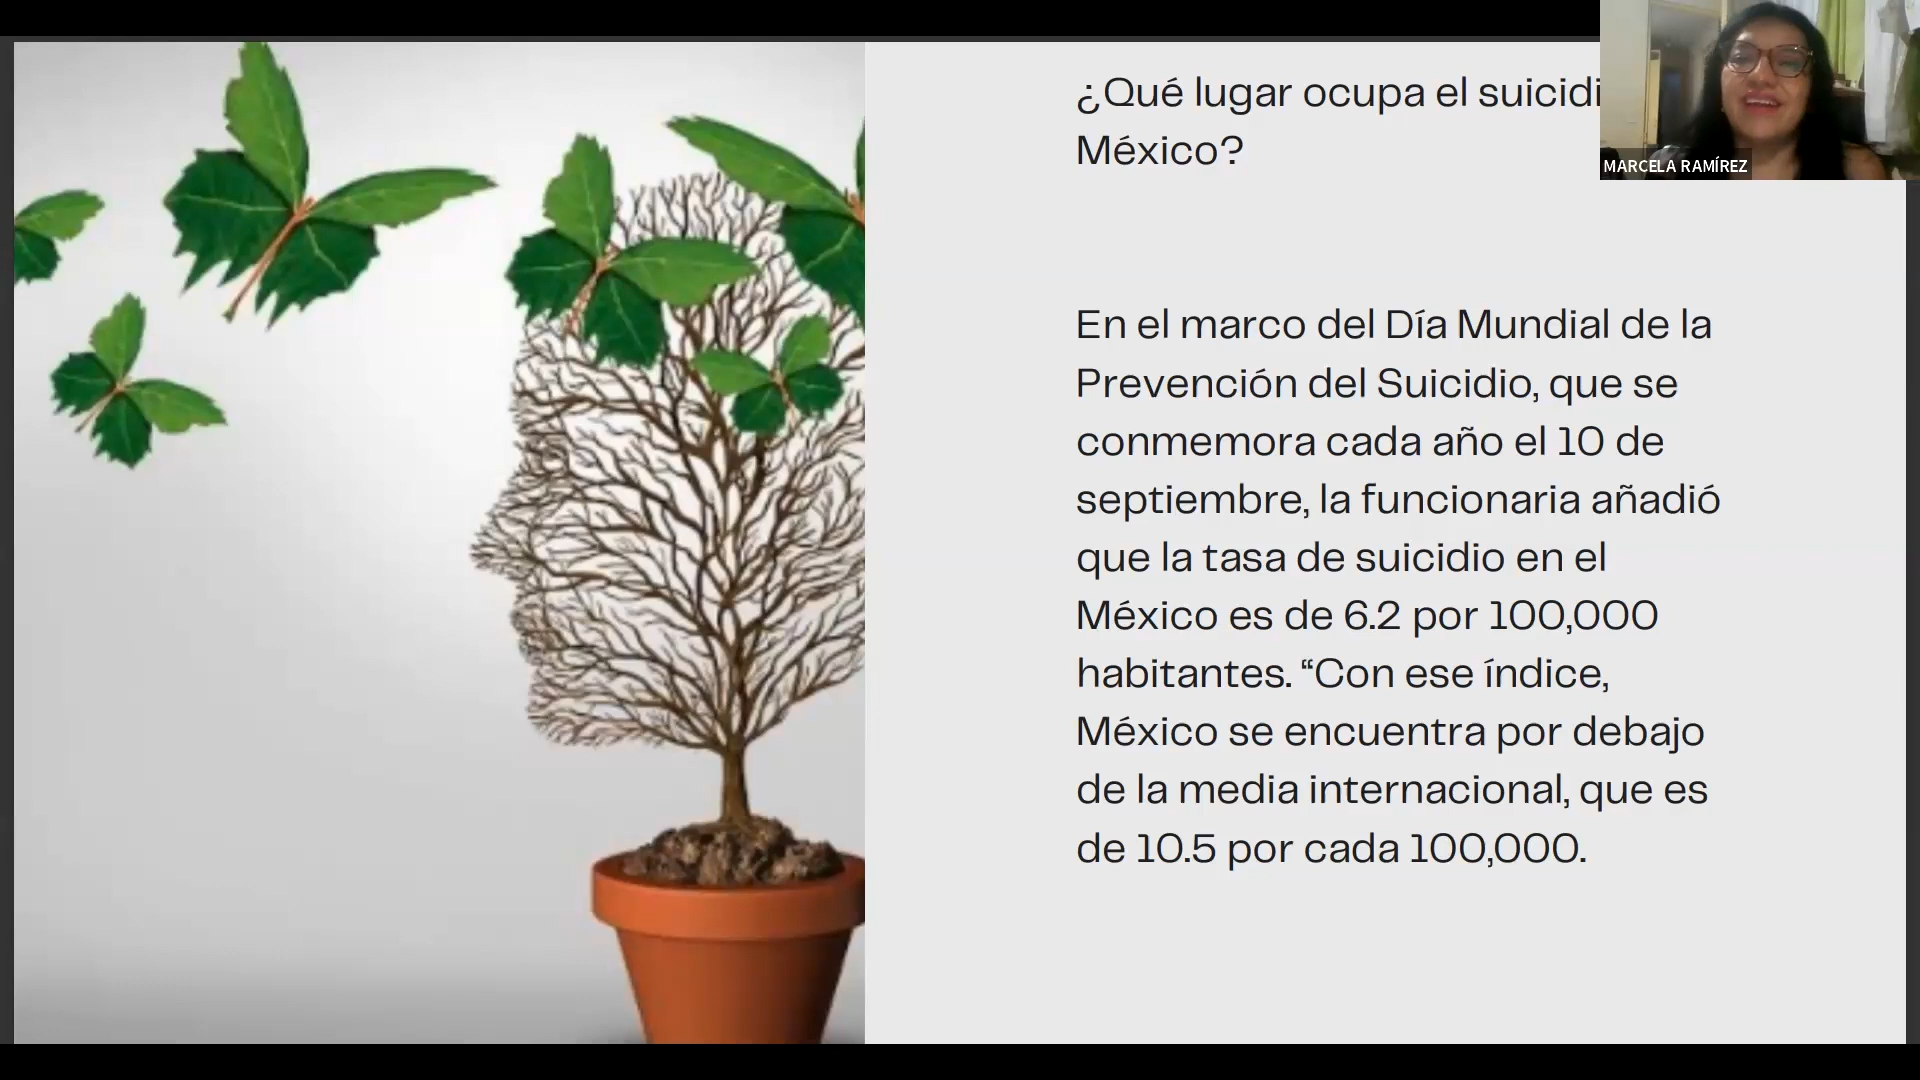 ¿Qué lugar ocupa el
México?
En el marco del Día Mundial de la
Prevención del Suicidio, que se
conmemora cada año el 10 de
septiembre, la funcionaria añadió
que la tasa de suicidio en el
México es de 6.2 por 100,000
habitantes. “Con ese índice,
México se encuentra por debajo
de la media internacional, que es
de 10.5 por cada 100,000.
MARCELA RAMÍREZ